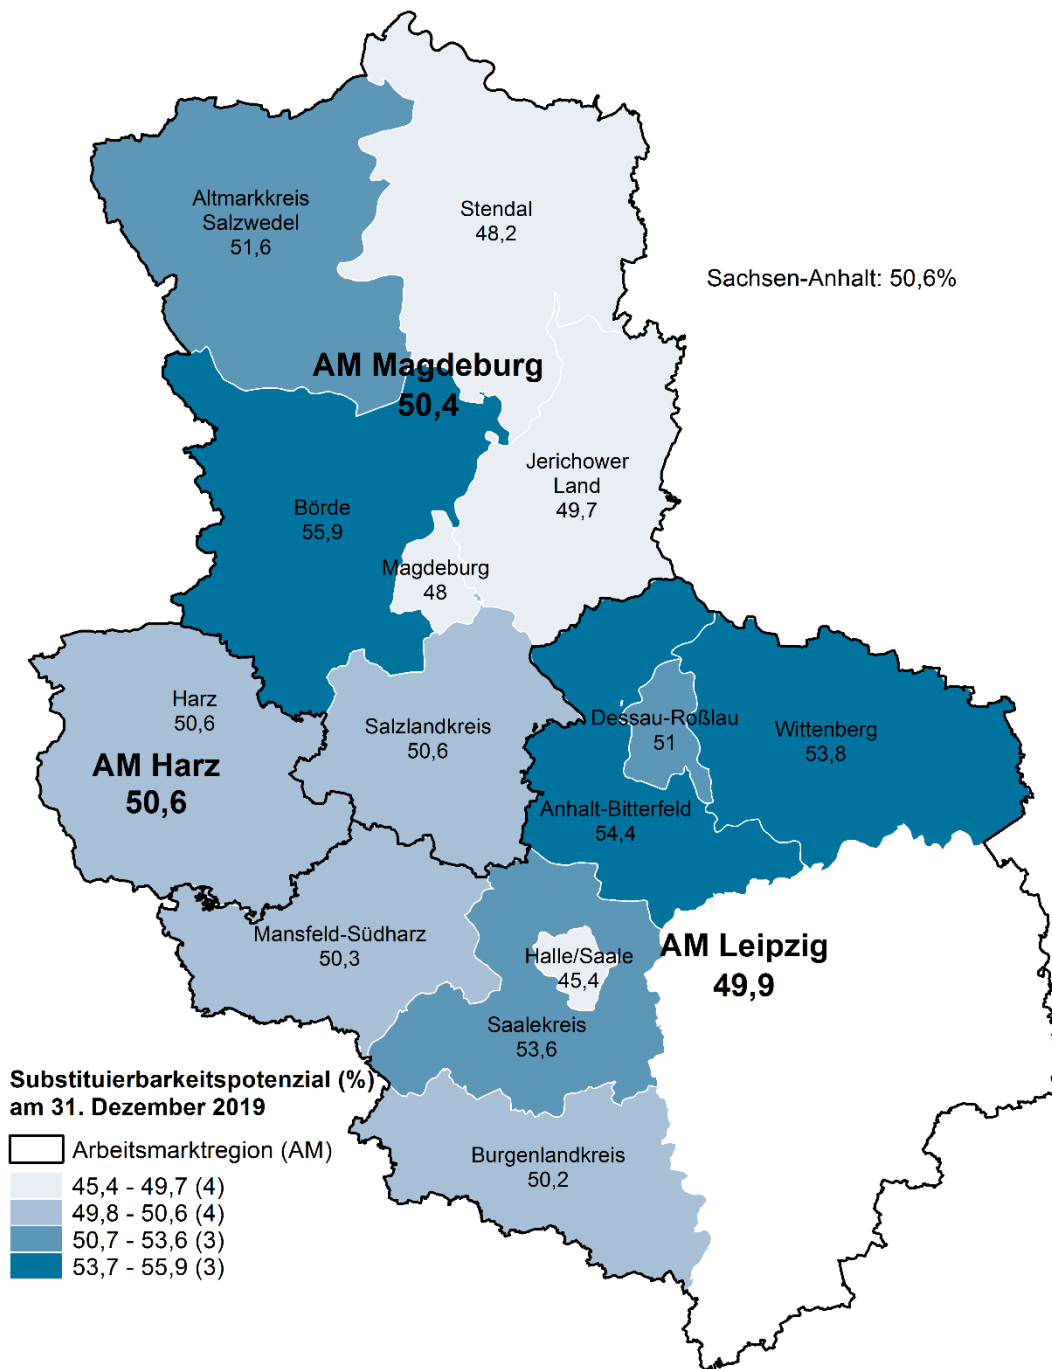 Altmarkkreis
Salzwedel
51,6
Stendal
48,2
Sachsen-Anhalt: 50,6%
AM Magdeburg
50,4
Jerichower
Land
49,7
Börde
55,9
Magdeburg
48
Harz
50,6
AM Harz
50,6
Salzlandkreis
50,6
Dessau-Roßlau
51
Wittenberg
53,8
Anhalt-Bitterfeld
54,4
Mansfeld-Südharz
50,3
Halle/Saale
45,4
AM Leipzig
49,9
Saalekreis
53,6
Burgenlandkreis
50,2
Substituierbarkeitspotenzial (%)
am 31. Dezember 2019
Arbeitsmarktregion (AM)
45,4 - 49,7 (4)
49,8 - 50,6 (4)
50,7 - 53,6 (3)
53,7 - 55,9 (3)